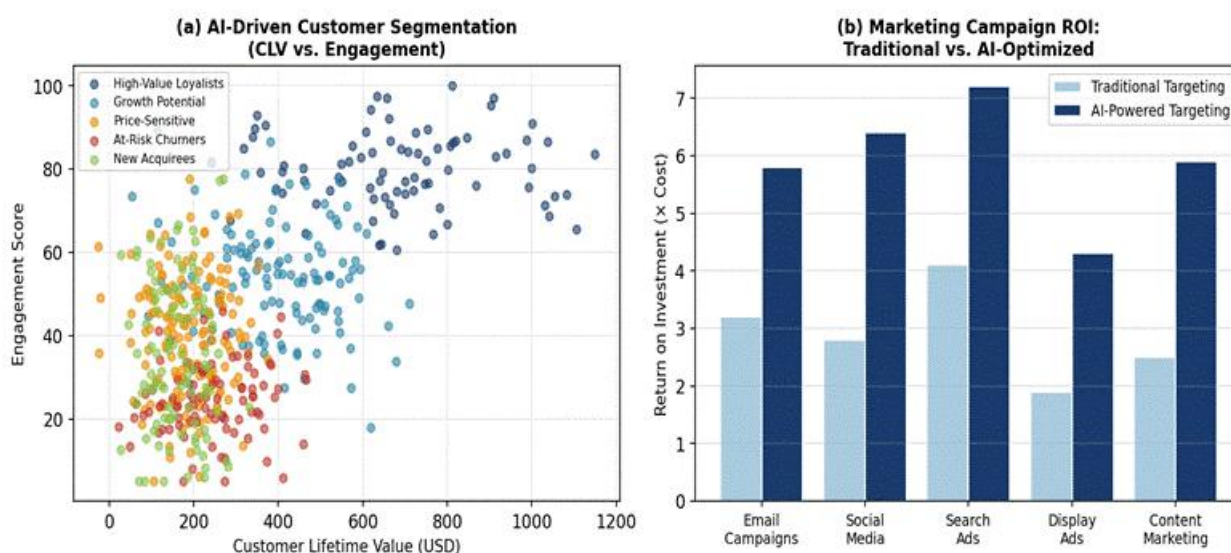 (a) AI-Driven Customer Segmentation
(CLV vs. Engagement)
High-Value Loyalists
Growth Potential
Price-Sensitive
At-Risk Churners
New Acquirees
Engagement Score
100
80
60
40
20
0
200
400
600
800
1000
1200
Customer Lifetime Value (USD)
(b) Marketing Campaign ROI:
Traditional vs. AI-Optimized
Traditional Targeting
AI-Powered Targeting
Return on Investment (× Cost)
7
6
5
4
3
2
1
0
Email
Campaigns
Social
Media
Search
Ads
Display
Ads
Content
Marketing